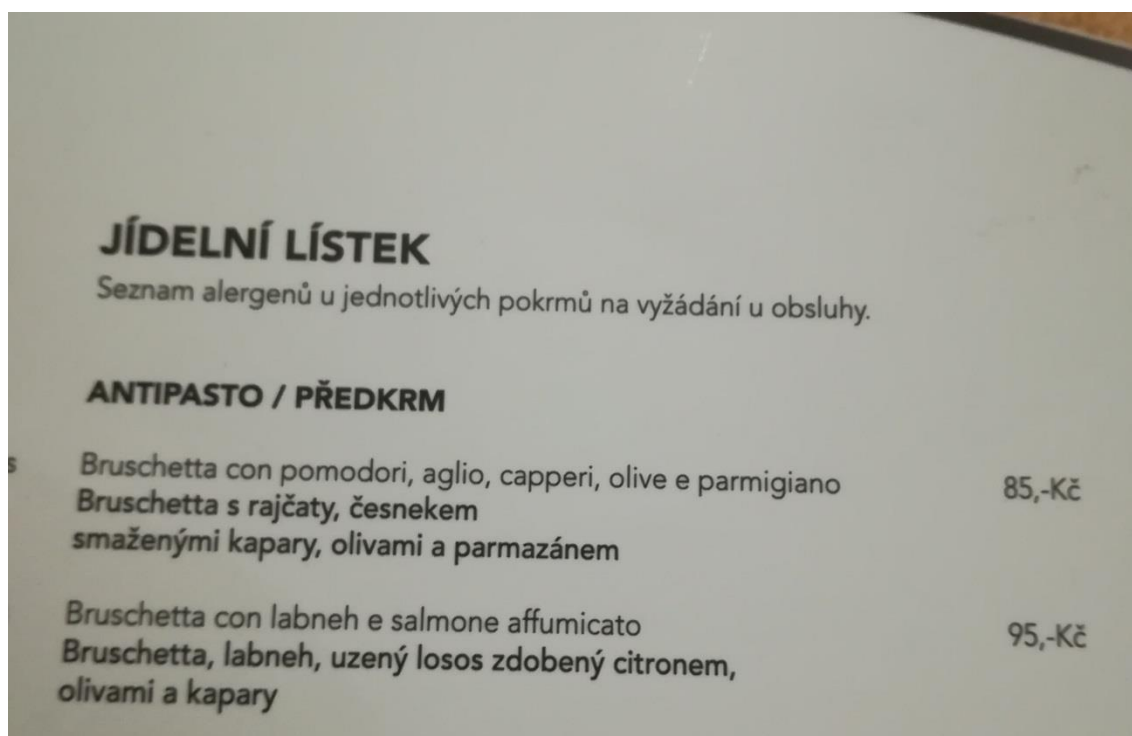 JÍDELNÍ LÍSTEK
Seznam alergenů u jednotlivých pokrmů na vyžádání u obsluhy.
ANTIPASTO / PŘEDKRM
Bruschetta con pomodori, aglio, capperi, olive e parmigiano 85,-Kč
Bruschetta s rajčaty, česnekem
smaženými kapary, olivami a parmazánem
Bruschetta con labneh e salmone affumicato 95,-Kč
Bruschetta, labneh, uzený losos zdobený citronem,
olivami a kapary